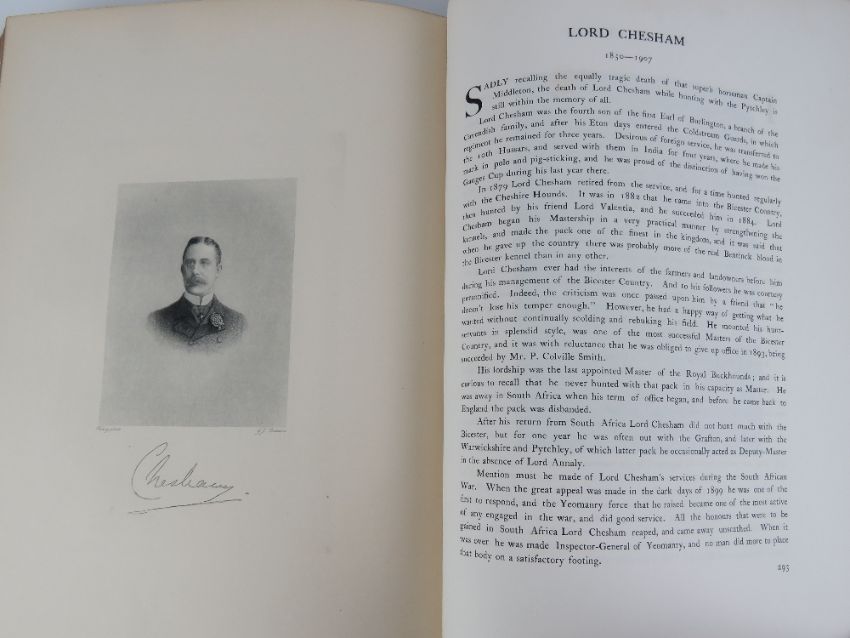 Chesham
LORD CHESHAM
1850—1907
SADLY recalling the equally tragic death of that superb horseman Captain
Middleton, the death of Lord Chesham while hunting with the Pytchley is
still within the memory of all.
Lord Chesham was the fourth son of the first Earl of Burlington, a branch of the
Cavendish family, and after his Eton days entered the Coldstream Guards, in which
regiment he remained for three years. Desirous of foreign service, he was transferred to
the 10th Hussars, and served with them in India for four years, where he made his
mark in polo and pig-sticking, and he was proud of the distinction of having won the
Ganges Cup during his last year there.
In 1879 Lord Chesham retired from the service, and for a time hunted regularly
with the Cheshire Hounds. It was in 1882 that he came into the Bicester Country,
then hunted by his friend Lord Valentia, and he succeeded him in 1884. Lord
Chesham began his Mastership in a very practical manner by strengthening the
kennels, and made the pack one of the finest in the kingdom, and it was said that
when he gave up the country there was probably more of the real Bentinck blood in
the Bicester kennel than in any other.
Lord Chesham ever had the interests of the farmers and landowners before him
during his management of the Bicester Country. And to his followers he was courtesy
personified. Indeed, the criticism was once passed upon him by a friend that "he
doesn't lose his temper enough." However, he had a happy way of getting what he
wanted without continually scolding and rebuking his field. He mounted his hunt-
servants in splendid style, was one of the most successful Masters of the Bicester
Country, and it was with reluctance that he was obliged to give up office in 1893, being
succeeded by Mr. P. Colville Smith.
His lordship was the last appointed Master of the Royal Buckhounds; and it is
curious to recall that he never hunted with that pack in his capacity as Master. He
was away in South Africa when his term of office began, and before he came back to
England the pack was disbanded.
After his return from South Africa Lord Chesham did not hunt much with the
Bicester, but for one year he was often out with the Grafton, and later with the
Warwickshire and Pytchley, of which latter pack he occasionally acted as Deputy-Master
in the absence of Lord Annaly.
Mention must be made of Lord Chesham's services during the South African
War. When the great appeal was made in the dark days of 1899 he was one of the
first to respond, and the Yeomanry force that he raised became one of the most active
of any engaged in the war, and did good service. All the honours that were to be
gained in South Africa Lord Chesham reaped, and came away unscathed. When it
was over he was made Inspector-General of Yeomanry, and no man did more to place
that body on a satisfactory footing.
293